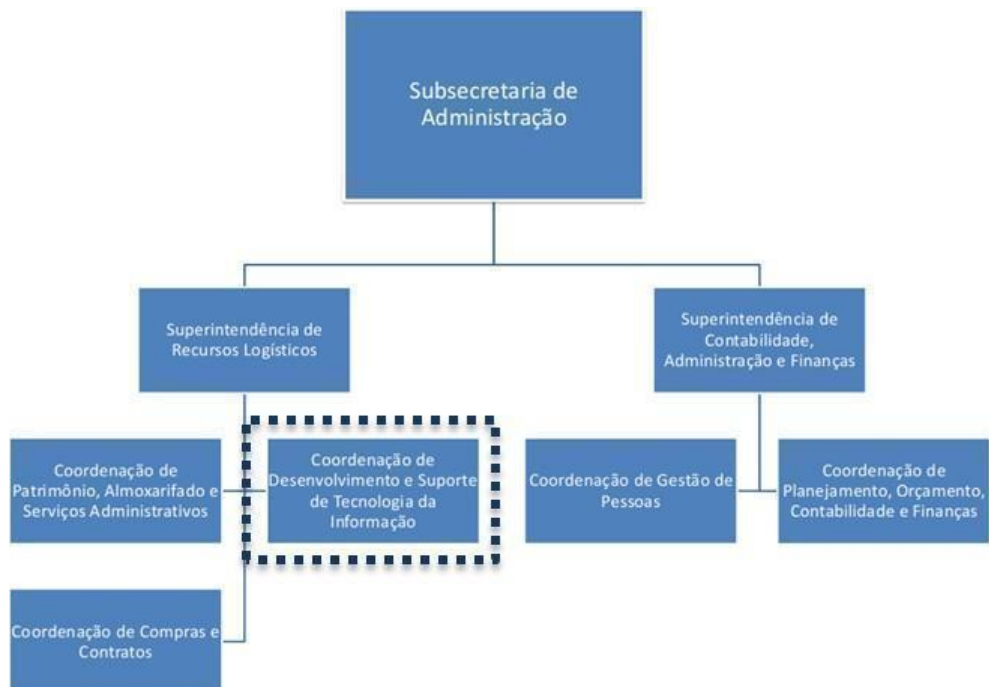 Subsecretaria de
Administração
Superintendência de
Recursos Logísticos
Superintendência de
Contabilidade,
Administração e Finanças
Coordenação de
Patrimônio, Almoxarifado e
Serviços Administrativos
Coordenação de
Desenvolvimento e Suporte
de Tecnologia da
Informação
Coordenação de Gestão de
Pessoas
Coordenação de
Planejamento, Orçamento,
Contabilidade e Finanças
Coordenação de Compras e
Contratos